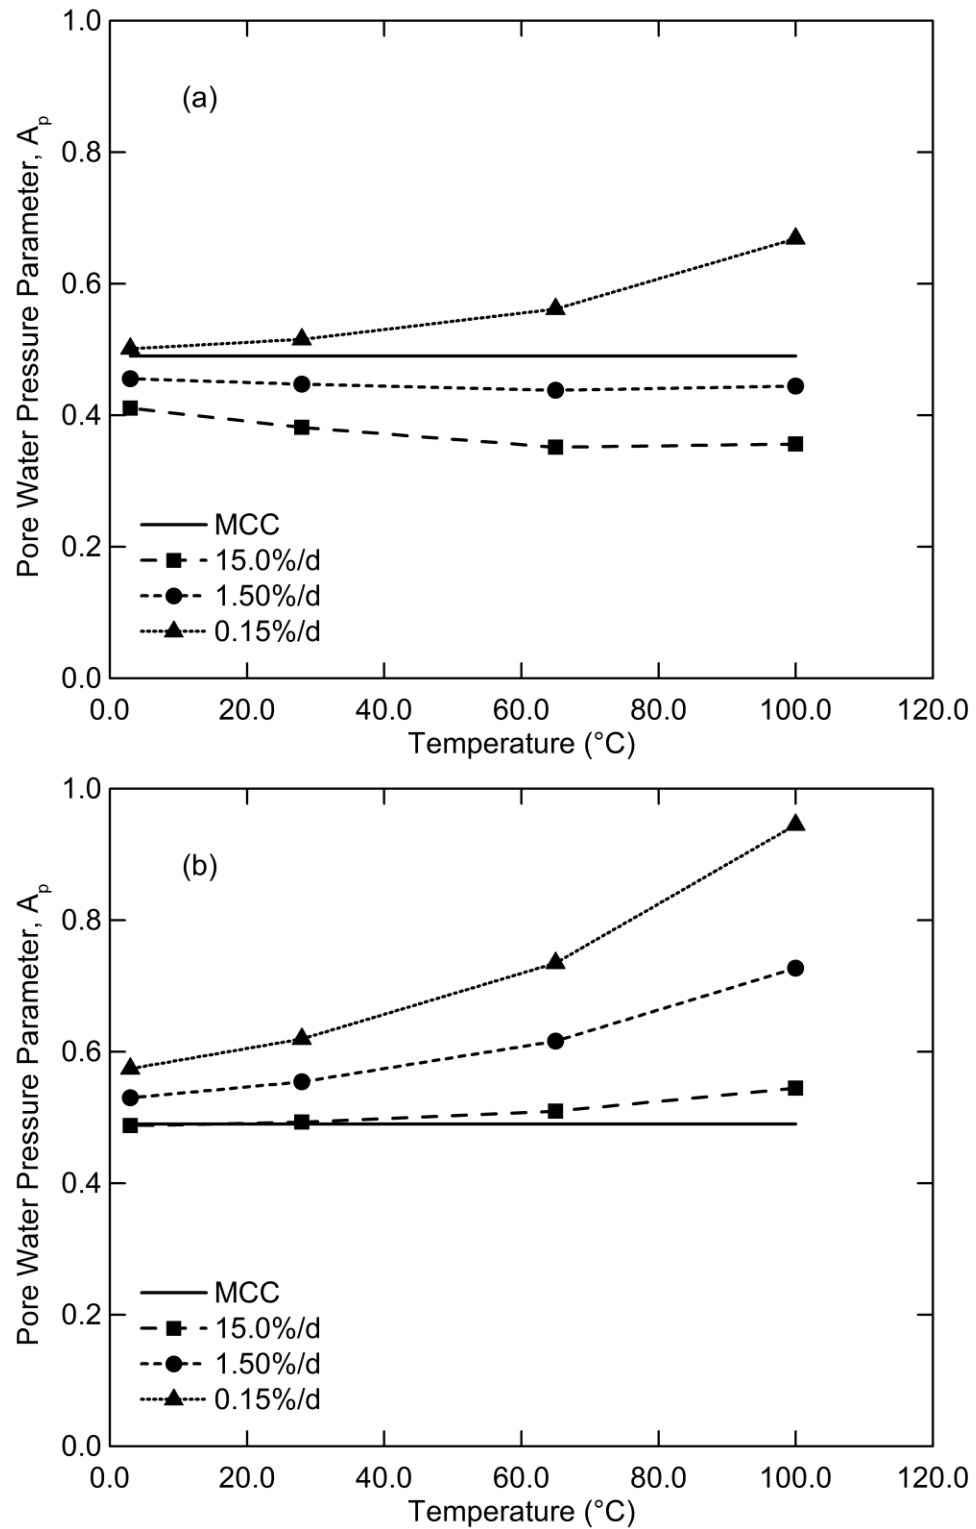 1.0
(a)
0.8
0.6
0.4
0.2
0.0
Pore Water Pressure Parameter, Aₚ
MCC
15.0%/d
1.50%/d
0.15%/d
0.0 20.0 40.0 60.0 80.0 100.0 120.0
Temperature (°C)
1.0
(b)
0.8
0.6
0.4
0.2
0.0
Pore Water Pressure Parameter, Aₚ
MCC
15.0%/d
1.50%/d
0.15%/d
0.0 20.0 40.0 60.0 80.0 100.0 120.0
Temperature (°C)